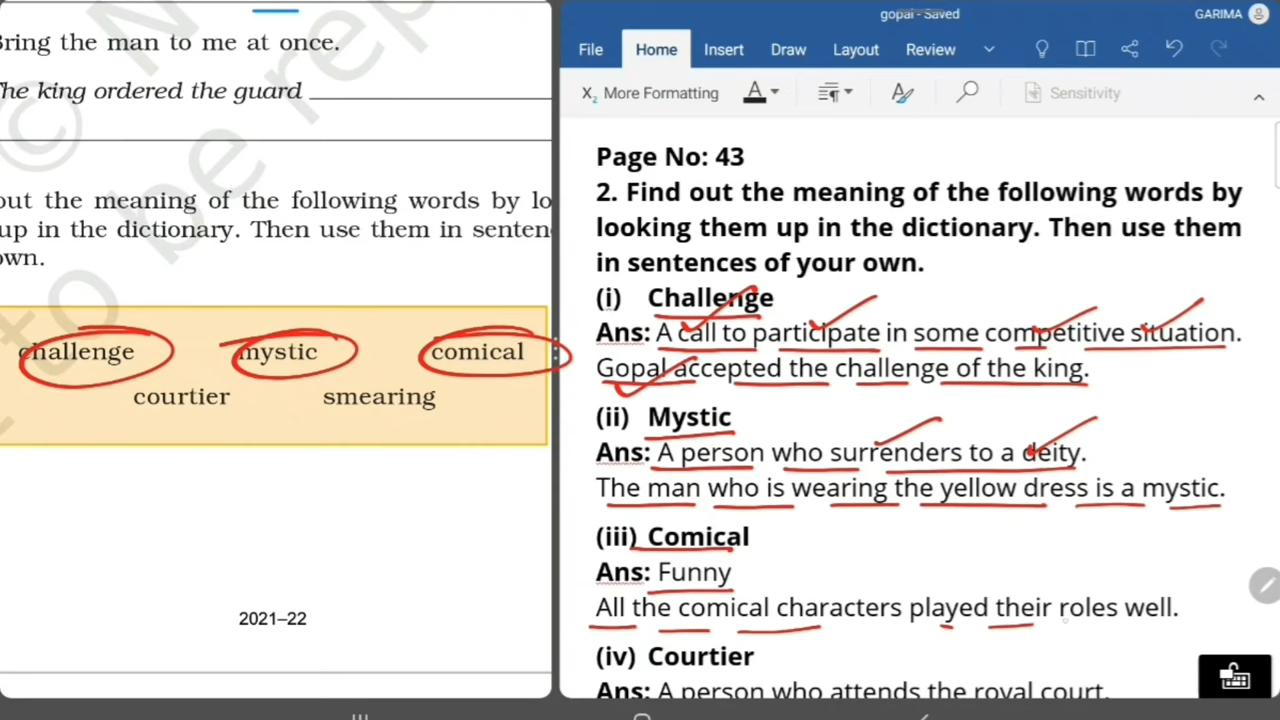 Bring the man to me at once.
The king ordered the guard
out the meaning of the following words by lo
up in the dictionary. Then use them in senten
own.
challenge mystic comical
courtier smearing
2021–22
© N
to be rep
gopal - Saved
GARIMA
File Home Insert Draw Layout Review
X₂ More Formatting A Sensitivity
Page No: 43
2. Find out the meaning of the following words by
looking them up in the dictionary. Then use them
in sentences of your own.
(i) Challenge
Ans: A call to participate in some competitive situation.
Gopal accepted the challenge of the king.
(ii) Mystic
Ans: A person who surrenders to a deity.
The man who is wearing the yellow dress is a mystic.
(iii) Comical
Ans: Funny
All the comical characters played their roles well.
(iv) Courtier
Ans: A person who attends the royal court.